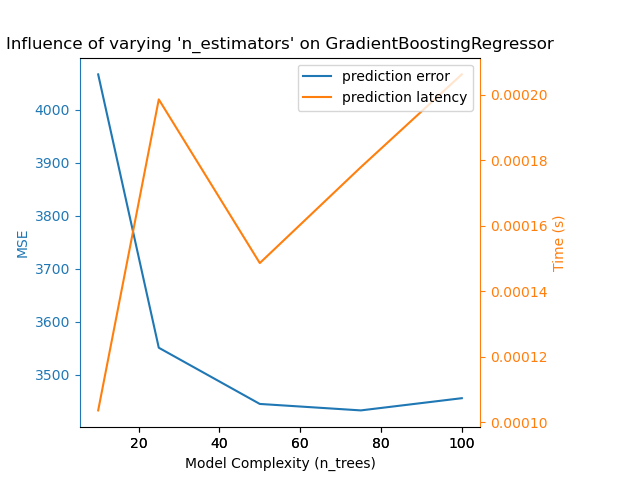 Influence of varying 'n_estimators' on GradientBoostingRegressor
prediction error
prediction latency
4000
3900
3800
3700
3600
3500
MSE
0.00020
0.00018
0.00016
0.00014
0.00012
0.00010
Time (s)
20 40 60 80 100
Model Complexity (n_trees)